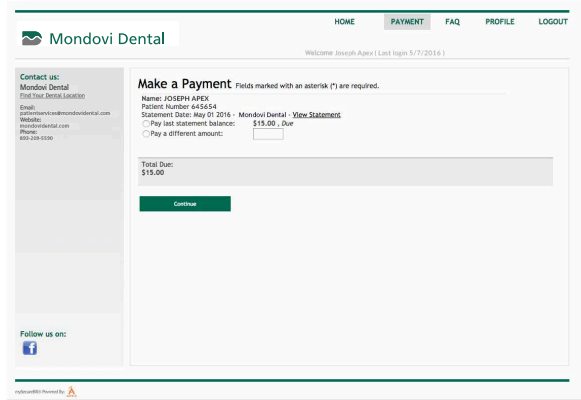 HOME PAYMENT FAQ PROFILE LOGOUT
Mondovi Dental
Welcome Joseph Apex ( Last login 5/7/2016 )
Contact us:
Mondovi Dental
Find Your Dental Location
Email:
patientservices@mondovidental.com
Website:
mondovidental.com
Phone:
893-208-5590
Make a Payment Fields marked with an asterisk (*) are required.
Name: JOSEPH APEX
Patient Number 645654
Statement Date: May 01 2016 - Mondovi Dental - View Statement
Pay last statement balance: $15.00 , Due
Pay a different amount:
Total Due:
$15.00
Continue
Follow us on:
f
Powered By: